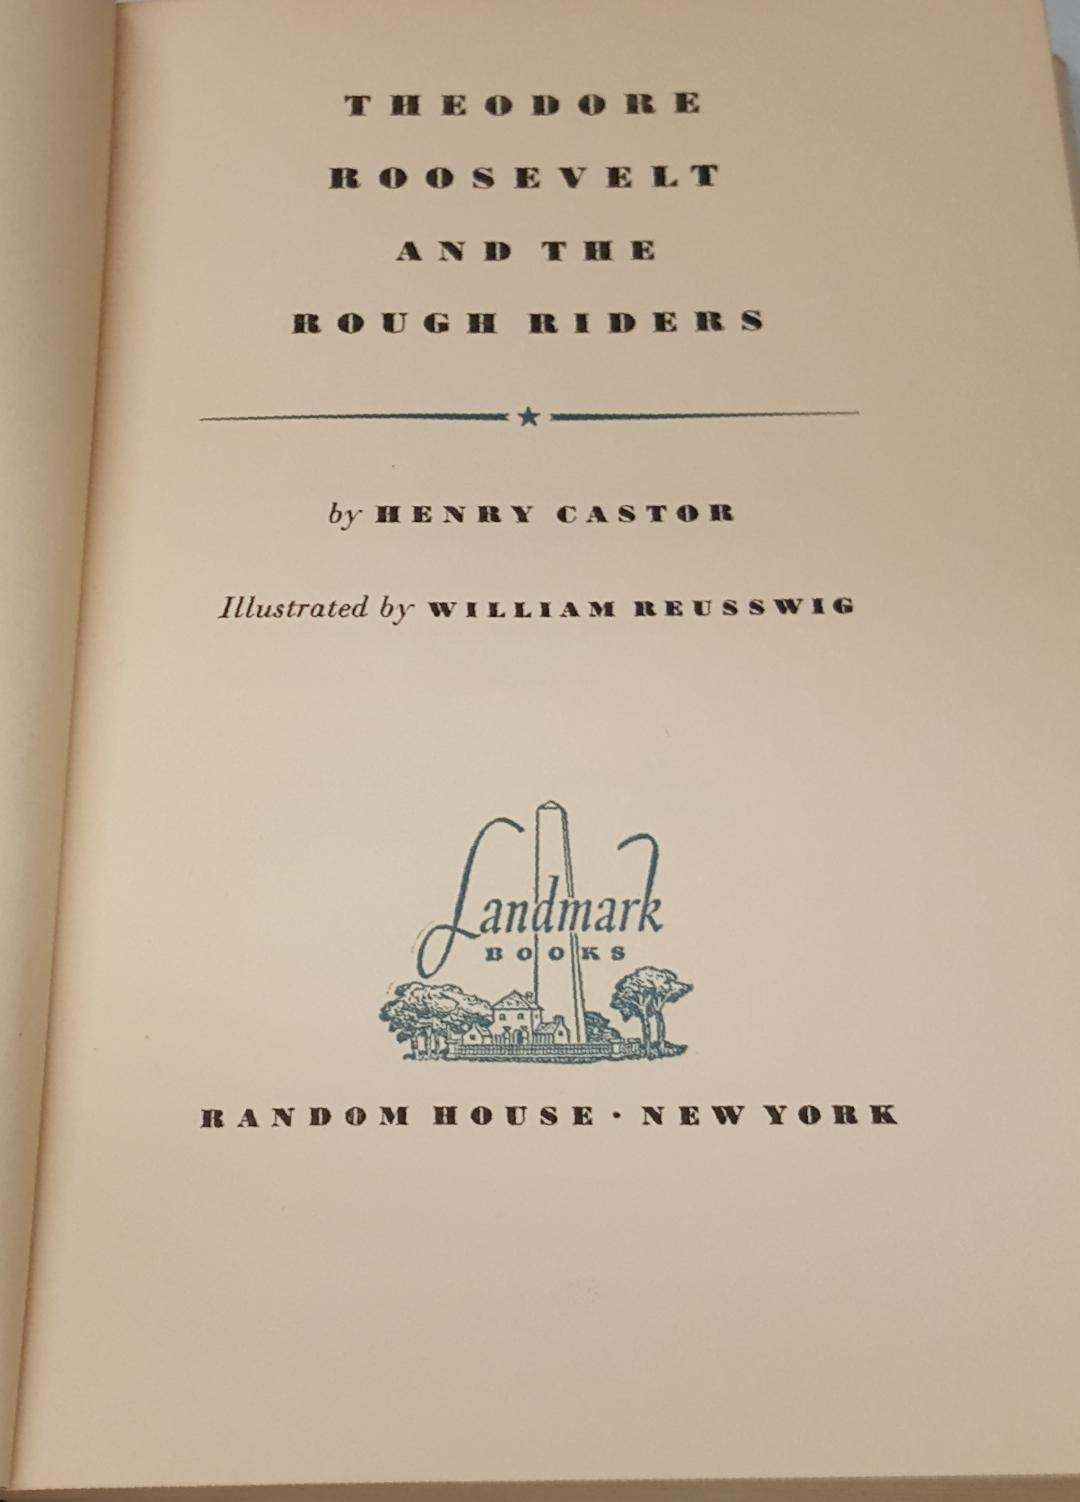 THEODORE
ROOSEVELT
AND THE
ROUGH RIDERS
by HENRY CASTOR
Illustrated by WILLIAM REUSSWIG
Landmark
BOOKS
RANDOM HOUSE · NEW YORK